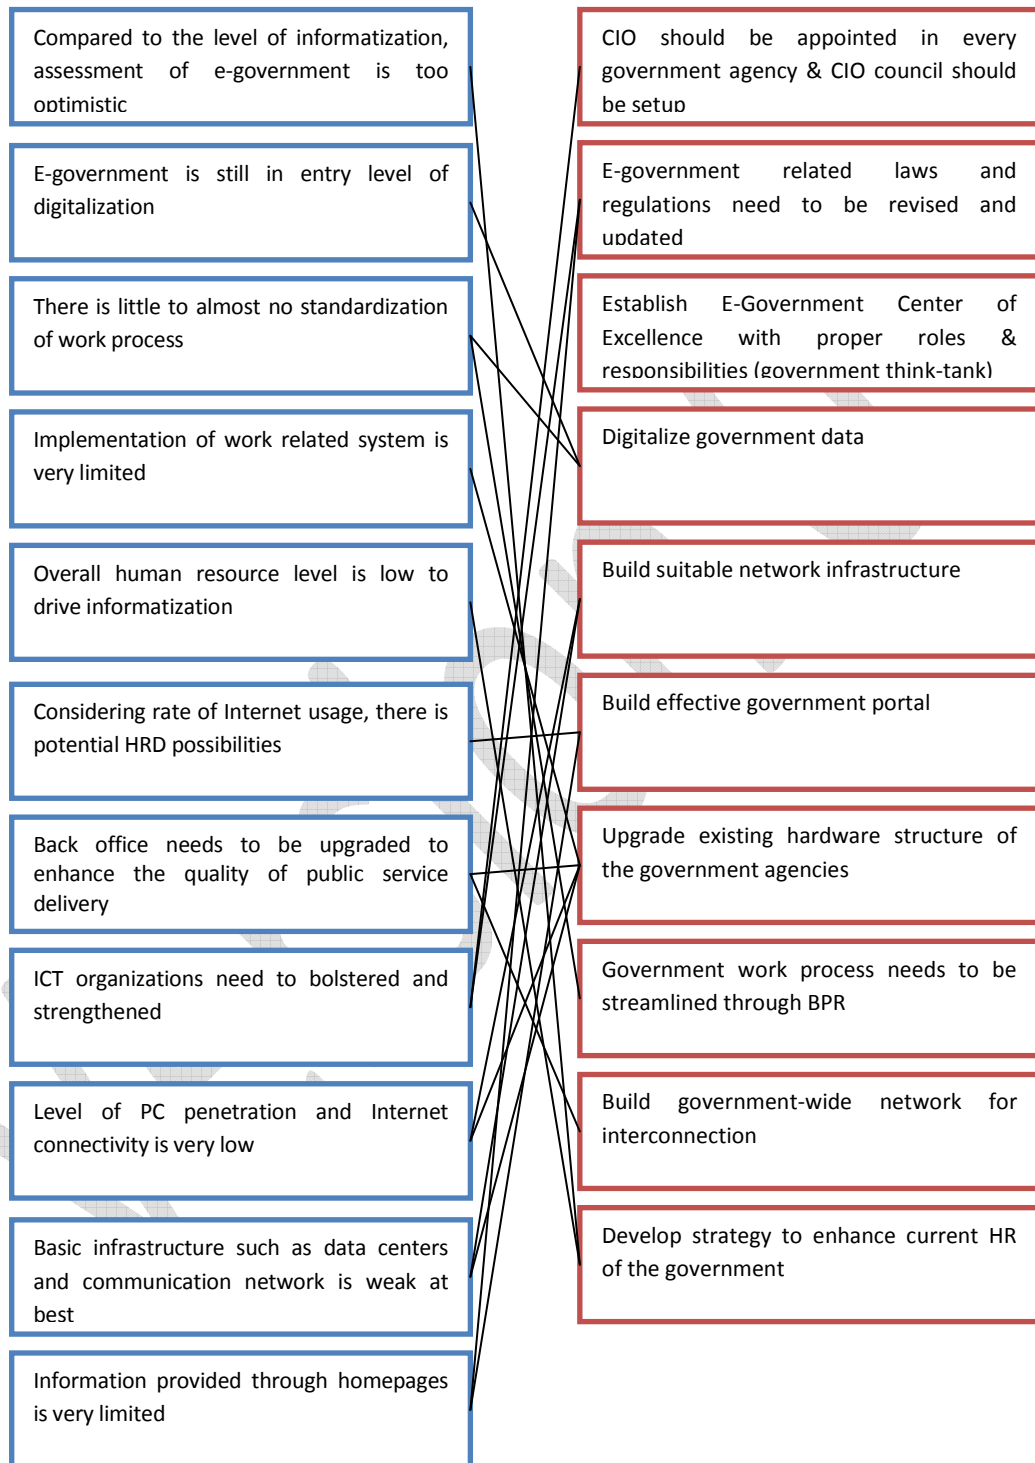 Compared to the level of informatization,
assessment of e-government is too
optimistic
E-government is still in entry level of
digitalization
There is little to almost no standardization
of work process
Implementation of work related system is
very limited
Overall human resource level is low to
drive informatization
Considering rate of Internet usage, there is
potential HRD possibilities
Back office needs to be upgraded to
enhance the quality of public service
delivery
ICT organizations need to bolstered and
strengthened
Level of PC penetration and Internet
connectivity is very low
Basic infrastructure such as data centers
and communication network is weak at
best
Information provided through homepages
is very limited
CIO should be appointed in every
government agency & CIO council should
be setup
E-government related laws and
regulations need to be revised and
updated
Establish E-Government Center of
Excellence with proper roles &
responsibilities (government think-tank)
Digitalize government data
Build suitable network infrastructure
Build effective government portal
Upgrade existing hardware structure of
the government agencies
Government work process needs to be
streamlined through BPR
Build government-wide network for
interconnection
Develop strategy to enhance current HR
of the government